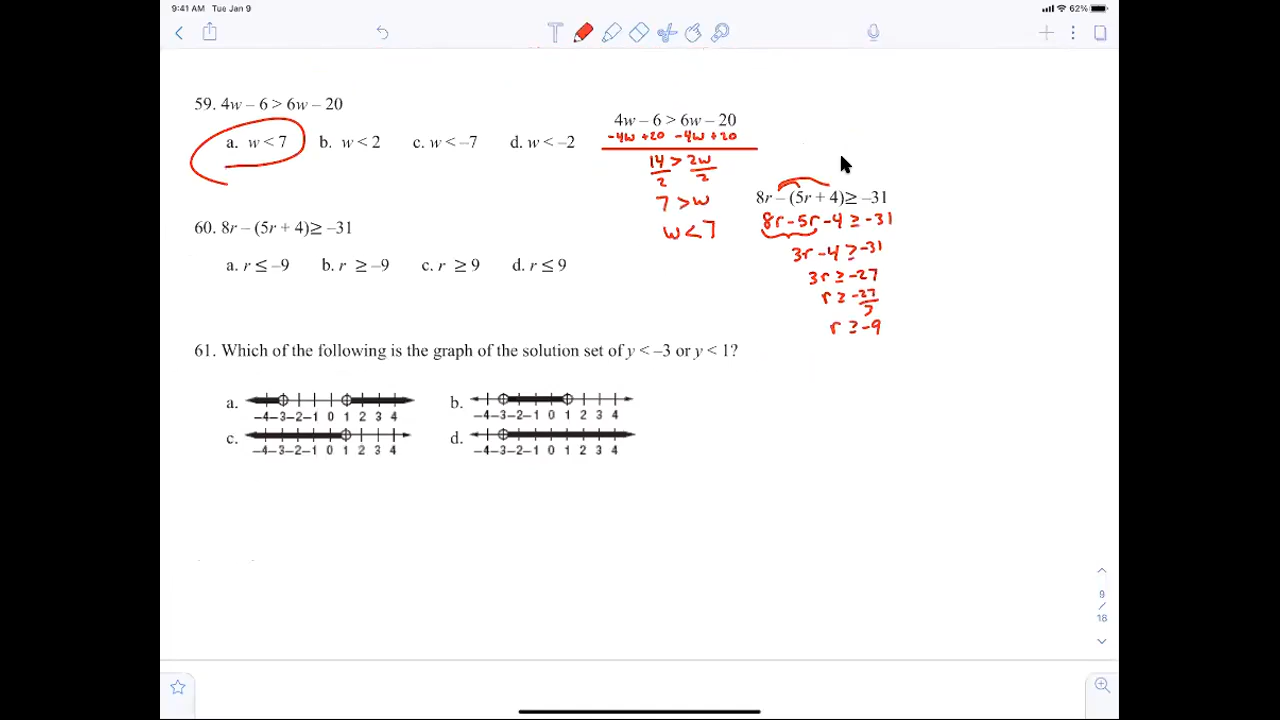 9:41 AM Tue Jan 9
62%
T
59. 4w – 6 > 6w – 20
a. w < 7 b. w < 2 c. w < –7 d. w < –2
4w – 6 > 6w – 20
-4w +20 -4w +20
14 > 2w
2 2
7 > w
w < 7
8r – (5r + 4)≥ –31
8r - 5r - 4 ≥ -31
3r - 4 ≥ -31
3r ≥ -27
r ≥ -27
3
r ≥ -9
60. 8r – (5r + 4)≥ –31
a. r ≤ –9 b. r ≥ –9 c. r ≥ 9 d. r ≤ 9
61. Which of the following is the graph of the solution set of y < –3 or y < 1?
a.
–4–3–2–1 0 1 2 3 4
b.
–4–3–2–1 0 1 2 3 4
c.
–4–3–2–1 0 1 2 3 4
d.
–4–3–2–1 0 1 2 3 4
9
/
18